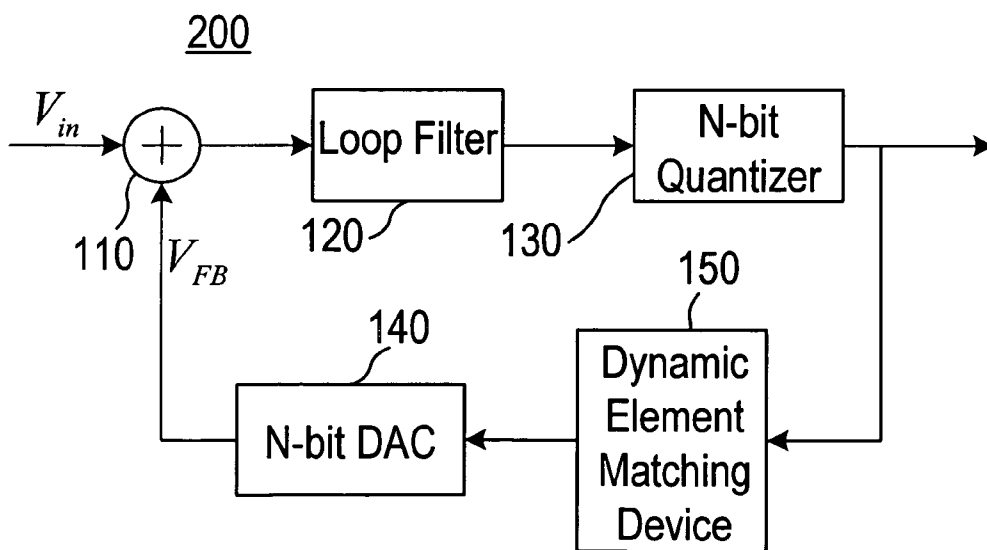 200
V_in
110
V_FB
Loop Filter
120
N-bit
Quantizer
130
140
N-bit DAC
150
Dynamic
Element
Matching
Device